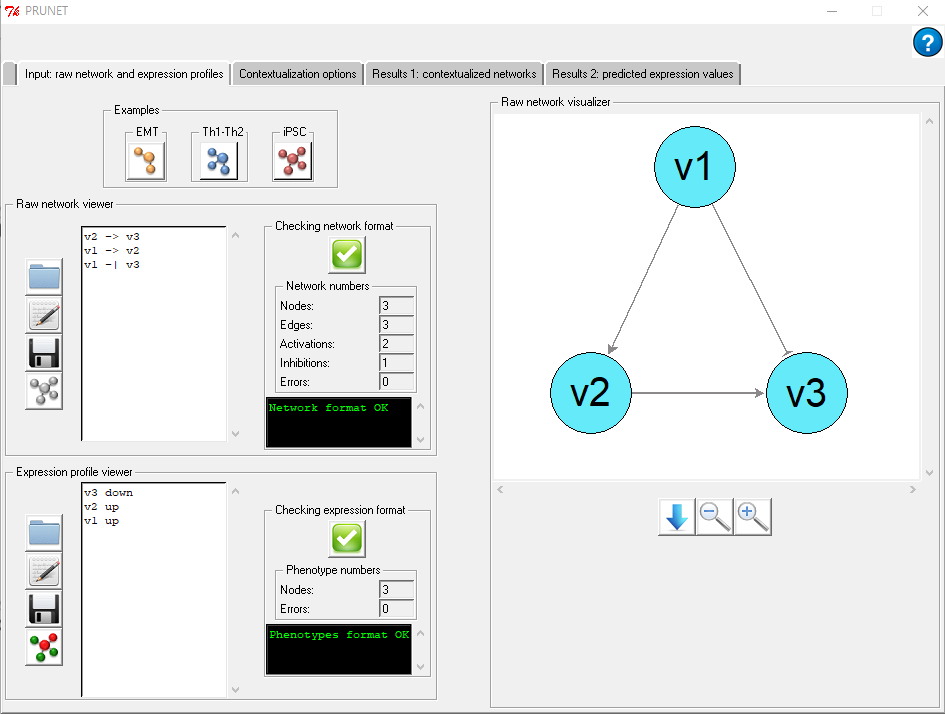 PRUNET
Input: raw network and expression profiles
Contextualization options
Results 1: contextualized networks
Results 2: predicted expression values
?
Examples
EMT
Th1-Th2
iPSC
Raw network viewer
v2 -> v3
v1 -> v2
v1 -| v3
Checking network format
Network numbers
Nodes: 3
Edges: 3
Activations: 2
Inhibitions: 1
Errors: 0
Network format OK
Expression profile viewer
v3 down
v2 up
v1 up
Checking expression format
Phenotype numbers
Nodes: 3
Errors: 0
Phenotypes format OK
Raw network visualizer
v1
v2
v3